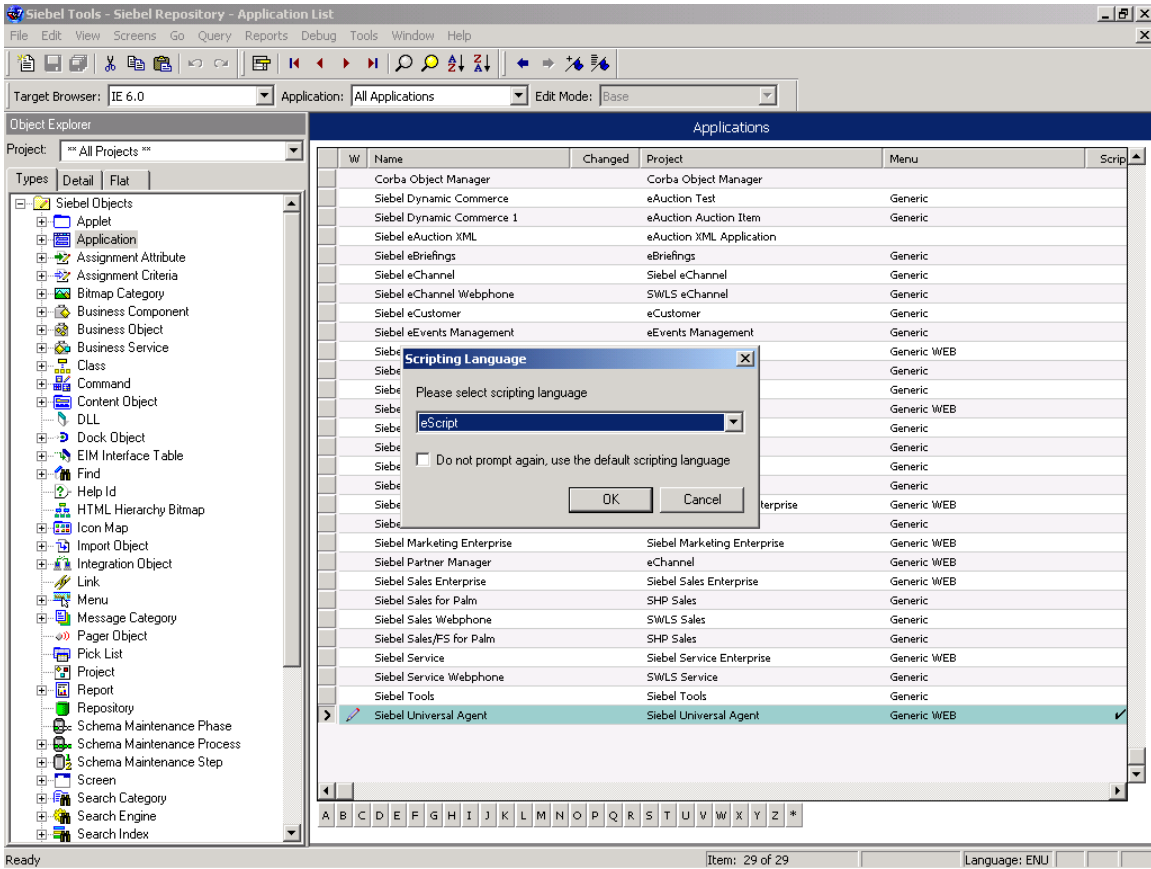 Siebel Tools - Siebel Repository - Application List
File Edit View Screens Go Query Reports Debug Tools Window Help
Target Browser: IE 6.0 Application: All Applications Edit Mode: Base
Object Explorer
Project: ** All Projects **
Types Detail Flat
Siebel Objects
Applet
Application
Assignment Attribute
Assignment Criteria
Bitmap Category
Business Component
Business Object
Business Service
Class
Command
Content Object
DLL
Dock Object
EIM Interface Table
Find
Help Id
HTML Hierarchy Bitmap
Icon Map
Import Object
Integration Object
Link
Menu
Message Category
Pager Object
Pick List
Project
Report
Repository
Schema Maintenance Phase
Schema Maintenance Process
Schema Maintenance Step
Screen
Search Category
Search Engine
Search Index
Applications
W Name Changed Project Menu Scrip
Corba Object Manager Corba Object Manager
Siebel Dynamic Commerce eAuction Test Generic
Siebel Dynamic Commerce 1 eAuction Auction Item Generic
Siebel eAuction XML eAuction XML Application
Siebel eBriefings eBriefings Generic
Siebel eChannel Siebel eChannel Generic
Siebel eChannel Webphone SWLS eChannel Generic
Siebel eCustomer eCustomer Generic
Siebel eEvents Management eEvents Management Generic
Siebe Generic WEB
Siebe Generic
Siebe Generic
Siebe Generic WEB
Siebe Generic
Siebe Generic
Siebe Generic
Siebe Generic
Siebe terprise Generic WEB
Siebe Generic
Siebel Marketing Enterprise Siebel Marketing Enterprise Generic WEB
Siebel Partner Manager eChannel Generic WEB
Siebel Sales Enterprise Siebel Sales Enterprise Generic WEB
Siebel Sales for Palm SHP Sales Generic
Siebel Sales Webphone SWLS Sales Generic
Siebel Sales/FS for Palm SHP Sales Generic
Siebel Service Siebel Service Enterprise Generic WEB
Siebel Service Webphone SWLS Service Generic
Siebel Tools Siebel Tools Generic
Siebel Universal Agent Siebel Universal Agent Generic WEB
Scripting Language
Please select scripting language
eScript
Do not prompt again, use the default scripting language
OK Cancel
A B C D E F G H I J K L M N O P Q R S T U V W X Y Z *
Ready Item: 29 of 29 Language: ENU